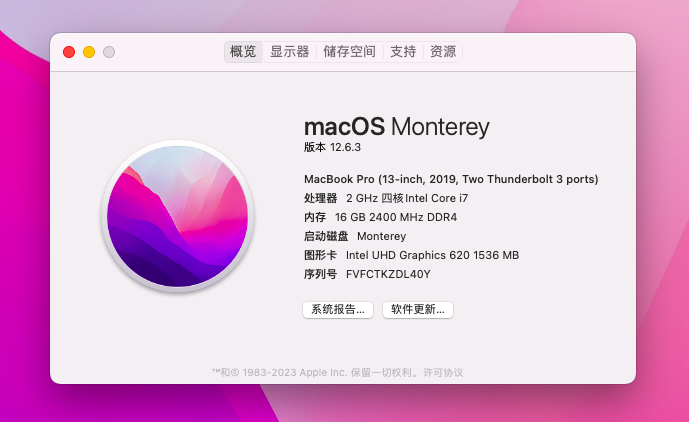 概览 显示器 储存空间 支持 资源
macOS Monterey
版本 12.6.3
MacBook Pro (13-inch, 2019, Two Thunderbolt 3 ports)
处理器 2 GHz 四核Intel Core i7
内存 16 GB 2400 MHz DDR4
启动磁盘 Monterey
图形卡 Intel UHD Graphics 620 1536 MB
序列号 FVFCTKZDL40Y
系统报告... 软件更新...
™和© 1983-2023 Apple Inc. 保留一切权利。许可协议